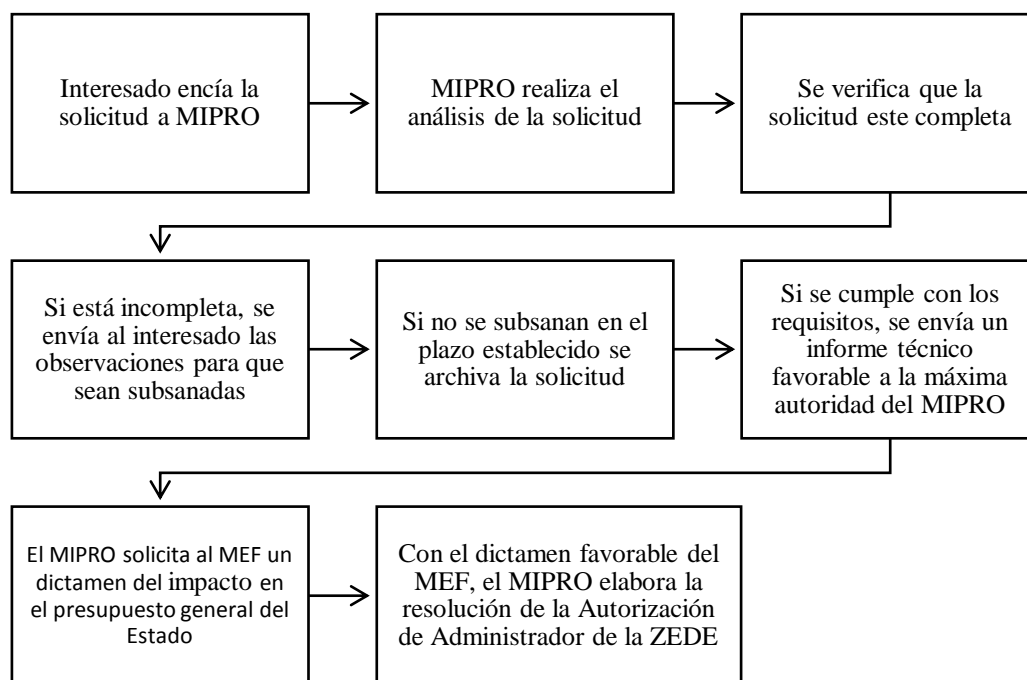 Interesado encía la
solicitud a MIPRO
MIPRO realiza el
análisis de la solicitud
Se verifica que la
solicitud este completa
Si está incompleta, se
envía al interesado las
observaciones para que
sean subsanadas
Si no se subsanan en el
plazo establecido se
archiva la solicitud
Si se cumple con los
requisitos, se envía un
informe técnico
favorable a la máxima
autoridad del MIPRO
El MIPRO solicita al MEF un
dictamen del impacto en
el presupuesto general del
Estado
Con el dictamen favorable del
MEF, el MIPRO elabora la
resolución de la Autorización
de Administrador de la ZEDE